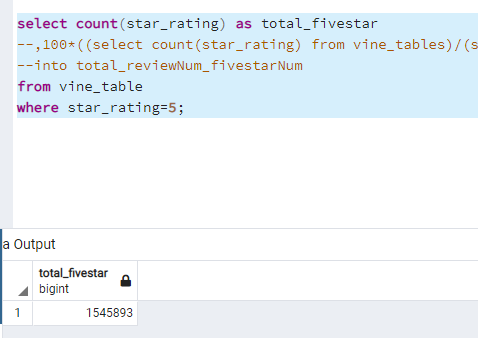 select count(star_rating) as total_fivestar
--,100*((select count(star_rating) from vine_tables)/(s
--into total_reviewNum_fivestarNum
from vine_table
where star_rating=5;
a Output
total_fivestar
bigint
1 1545893